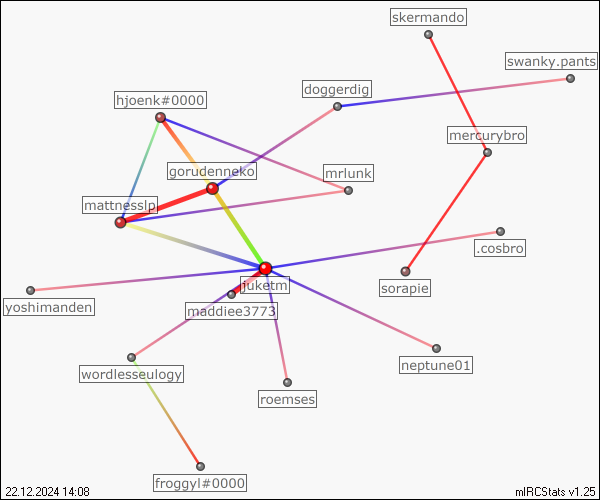 skermando
swanky.pants
doggerdig
hjoenk#0000
mercurybro
gorudenneko
mrlunk
mattnesslp
.cosbro
juketm
sorapie
yoshimanden
maddiee3773
neptune01
wordlesseulogy
roemses
froggyl#0000
22.12.2024 14:08
mIRCStats v1.25